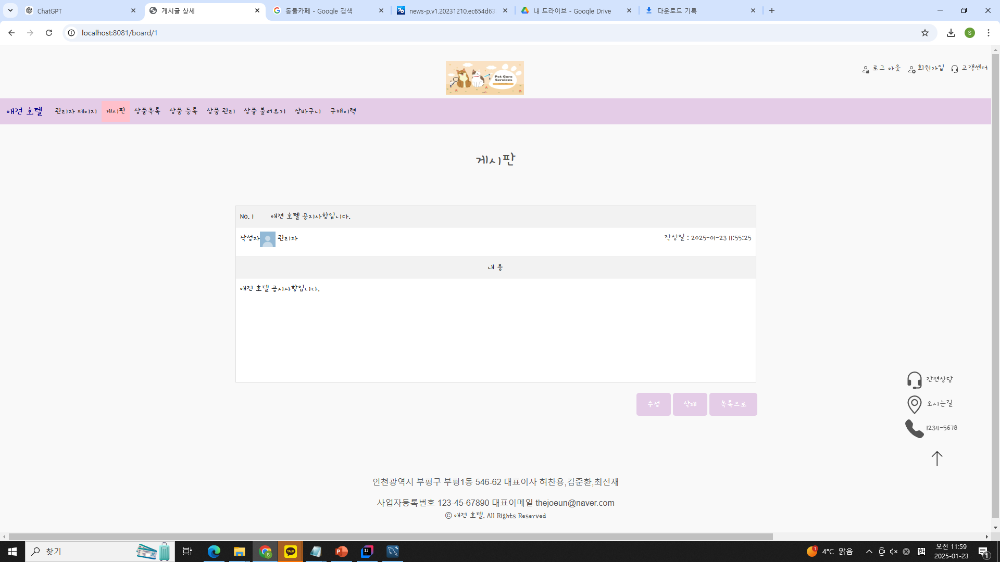 ChatGPT
게시글 상세
동물카페 - Google 검색
news-p.v1.20231210.ec654d63
내 드라이브 - Google Drive
다운로드 기록
localhost:8081/board/1
S
Pet Care
Services
로그 아웃
회원가입
고객센터
애견 호텔
관리자 페이지
게시판
상품목록
상품 등록
상품 관리
상품 불러오기
장바구니
구매이력
게시판
No. 1 애견 호텔 공지사항입니다.
작성자 관리자
작성일 : 2025-01-23 11:55:25
내 용
애견 호텔 공지사항입니다.
간편상담
오시는길
1234-5678
수정
삭제
목록으로
인천광역시 부평구 부평1동 546-62 대표이사 허찬용,김준환,최선재
사업자등록번호 123-45-67890 대표이메일 thejoeun@naver.com
ⓒ 애견 호텔. All Rights Reserved
찾기
TALK
4°C 맑음
한
오전 11:59
2025-01-23
1